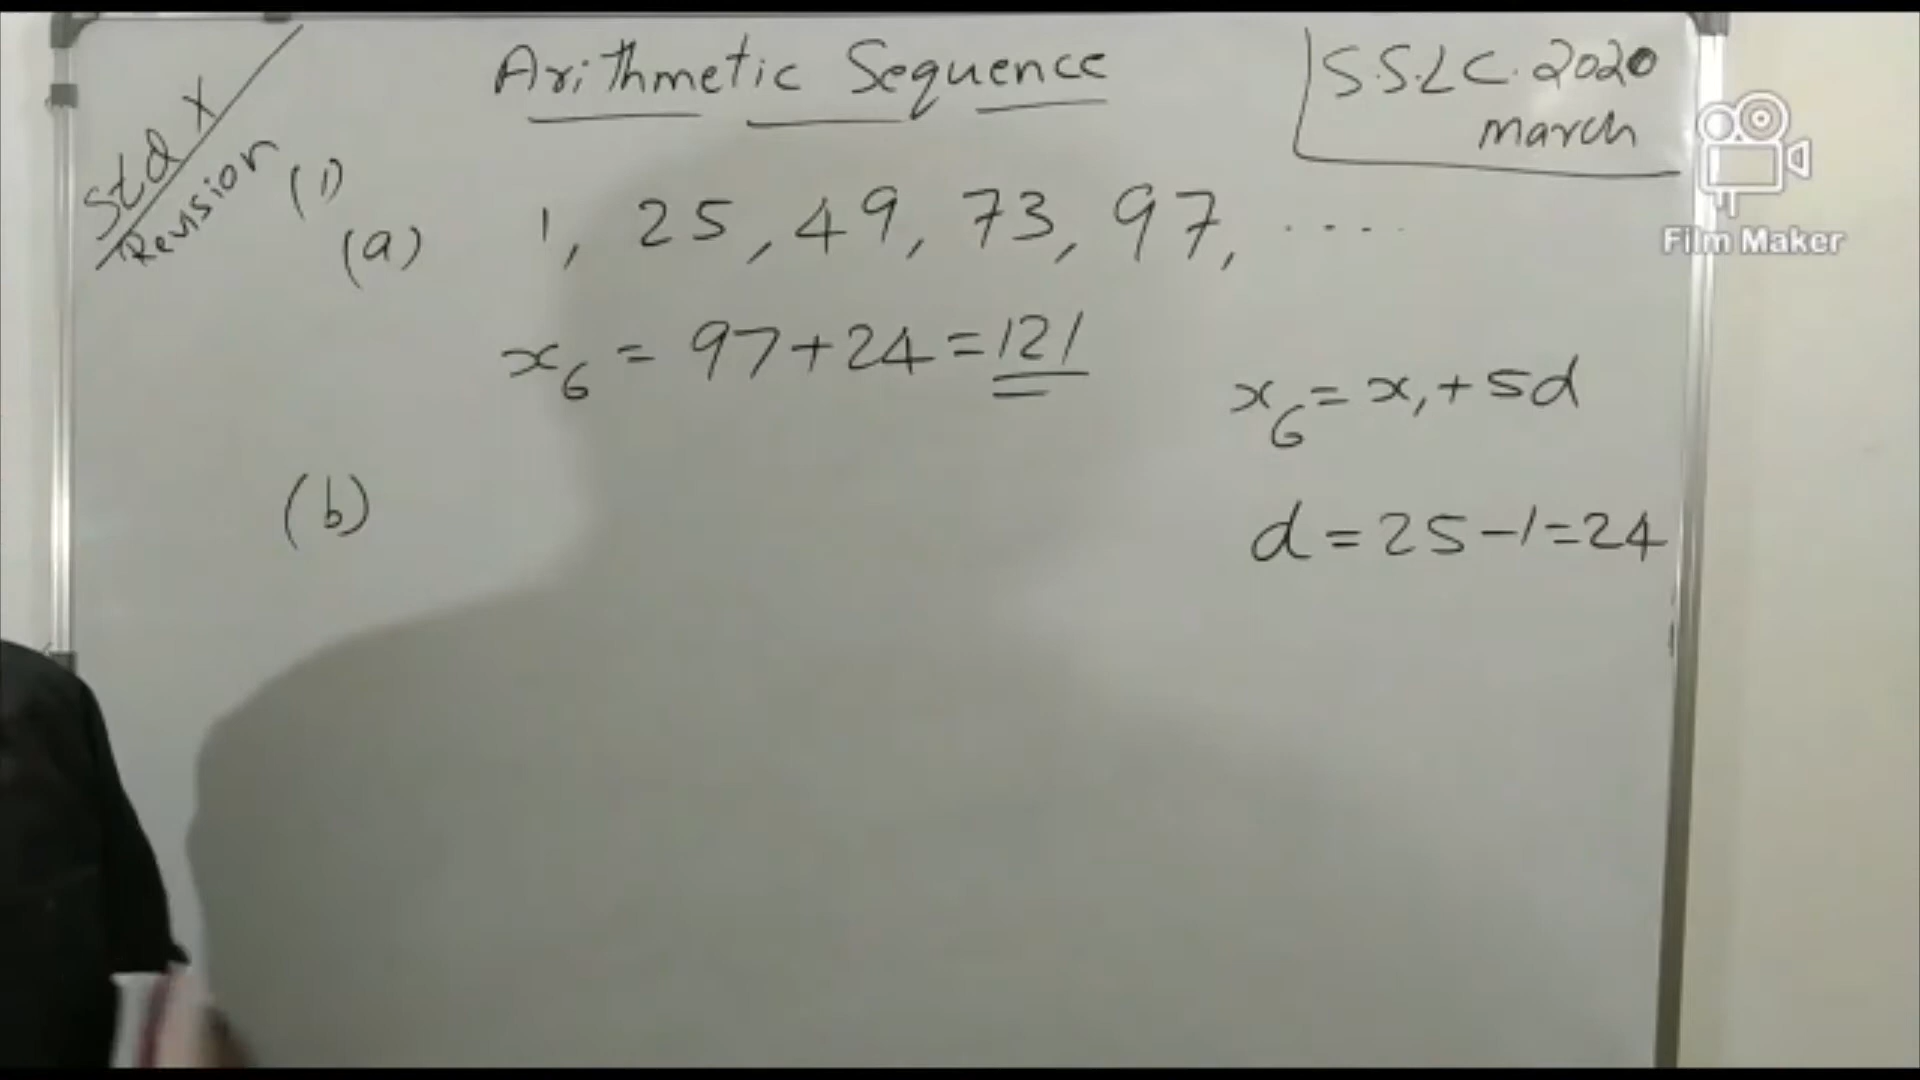 Arithmetic Sequence
S.S.L.C. 2020
march
Std X
Revision
(1)
(a) 1, 25, 49, 73, 97, .....
x₆ = 97+24 = 121
x₆ = x₁ + 5d
(b)
d = 25-1=24
Film Maker